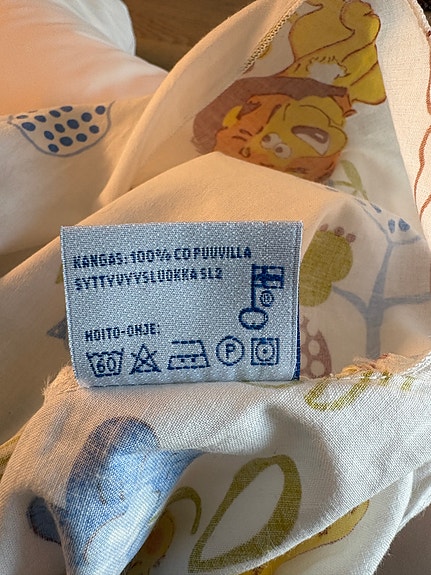 KANGAS: 100% CO PUUVILLA
SYTTYVYYSLUOKKA SL2
HOITO-OHJE:
60 P